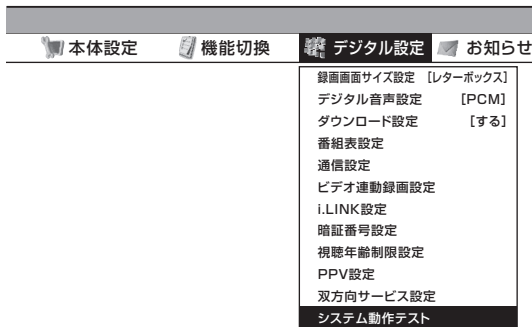 本体設定 機能切換 デジタル設定 お知らせ
録画画面サイズ設定 [レターボックス]
デジタル音声設定 [PCM]
ダウンロード設定 [する]
番組表設定
通信設定
ビデオ連動録画設定
i.LINK設定
暗証番号設定
視聴年齢制限設定
PPV設定
双方向サービス設定
システム動作テスト